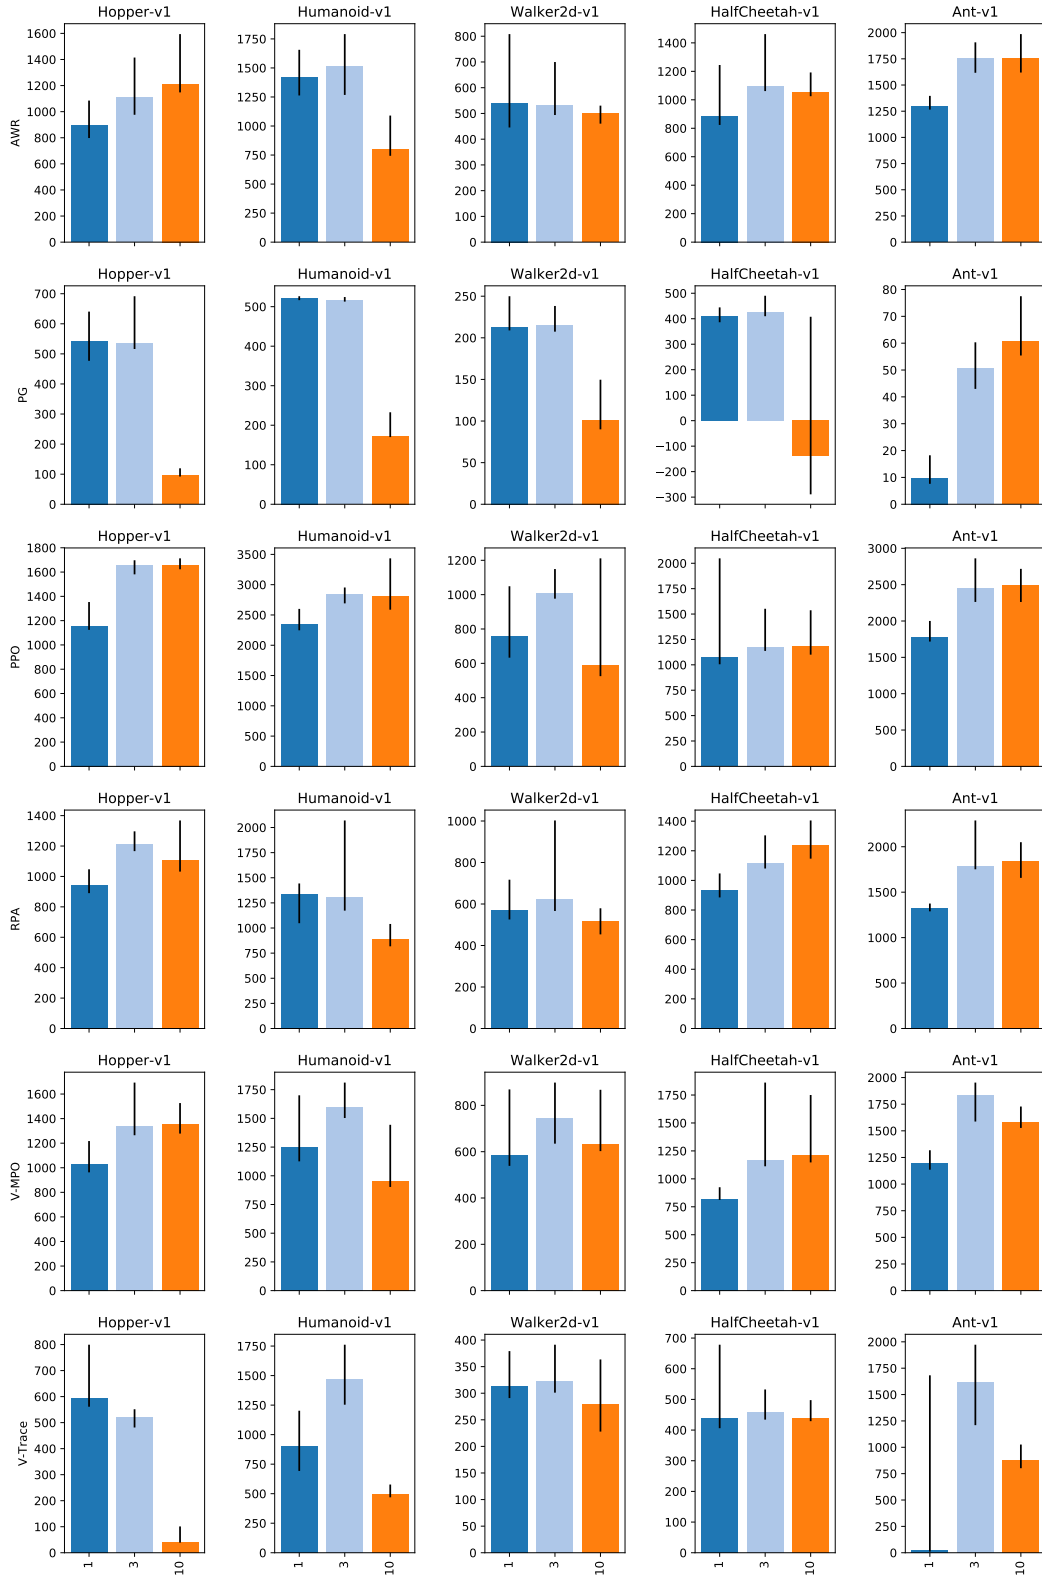 Hopper-v1 Humanoid-v1 Walker2d-v1 HalfCheetah-v1 Ant-v1
AWR
1600 1400 1200 1000 800 600 400 200 0
1750 1500 1250 1000 750 500 250 0
800 700 600 500 400 300 200 100 0
1400 1200 1000 800 600 400 200 0
2000 1750 1500 1250 1000 750 500 250 0
Hopper-v1 Humanoid-v1 Walker2d-v1 HalfCheetah-v1 Ant-v1
PG
700 600 500 400 300 200 100 0
500 400 300 200 100 0
250 200 150 100 50 0
500 400 300 200 100 0 −100 −200 −300
80 70 60 50 40 30 20 10 0
Hopper-v1 Humanoid-v1 Walker2d-v1 HalfCheetah-v1 Ant-v1
PPO
1800 1600 1400 1200 1000 800 600 400 200 0
3500 3000 2500 2000 1500 1000 500 0
1200 1000 800 600 400 200 0
2000 1750 1500 1250 1000 750 500 250 0
3000 2500 2000 1500 1000 500 0
Hopper-v1 Humanoid-v1 Walker2d-v1 HalfCheetah-v1 Ant-v1
RPA
1400 1200 1000 800 600 400 200 0
2000 1750 1500 1250 1000 750 500 250 0
1000 800 600 400 200 0
1400 1200 1000 800 600 400 200 0
2000 1500 1000 500 0
Hopper-v1 Humanoid-v1 Walker2d-v1 HalfCheetah-v1 Ant-v1
V-MPO
1600 1400 1200 1000 800 600 400 200 0
1750 1500 1250 1000 750 500 250 0
800 600 400 200 0
1750 1500 1250 1000 750 500 250 0
2000 1750 1500 1250 1000 750 500 250 0
Hopper-v1 Humanoid-v1 Walker2d-v1 HalfCheetah-v1 Ant-v1
V-Trace
800 700 600 500 400 300 200 100 0
1750 1500 1250 1000 750 500 250 0
400 350 300 250 200 150 100 50 0
700 600 500 400 300 200 100 0
2000 1750 1500 1250 1000 750 500 250 0
1 3 10 1 3 10 1 3 10 1 3 10 1 3 10